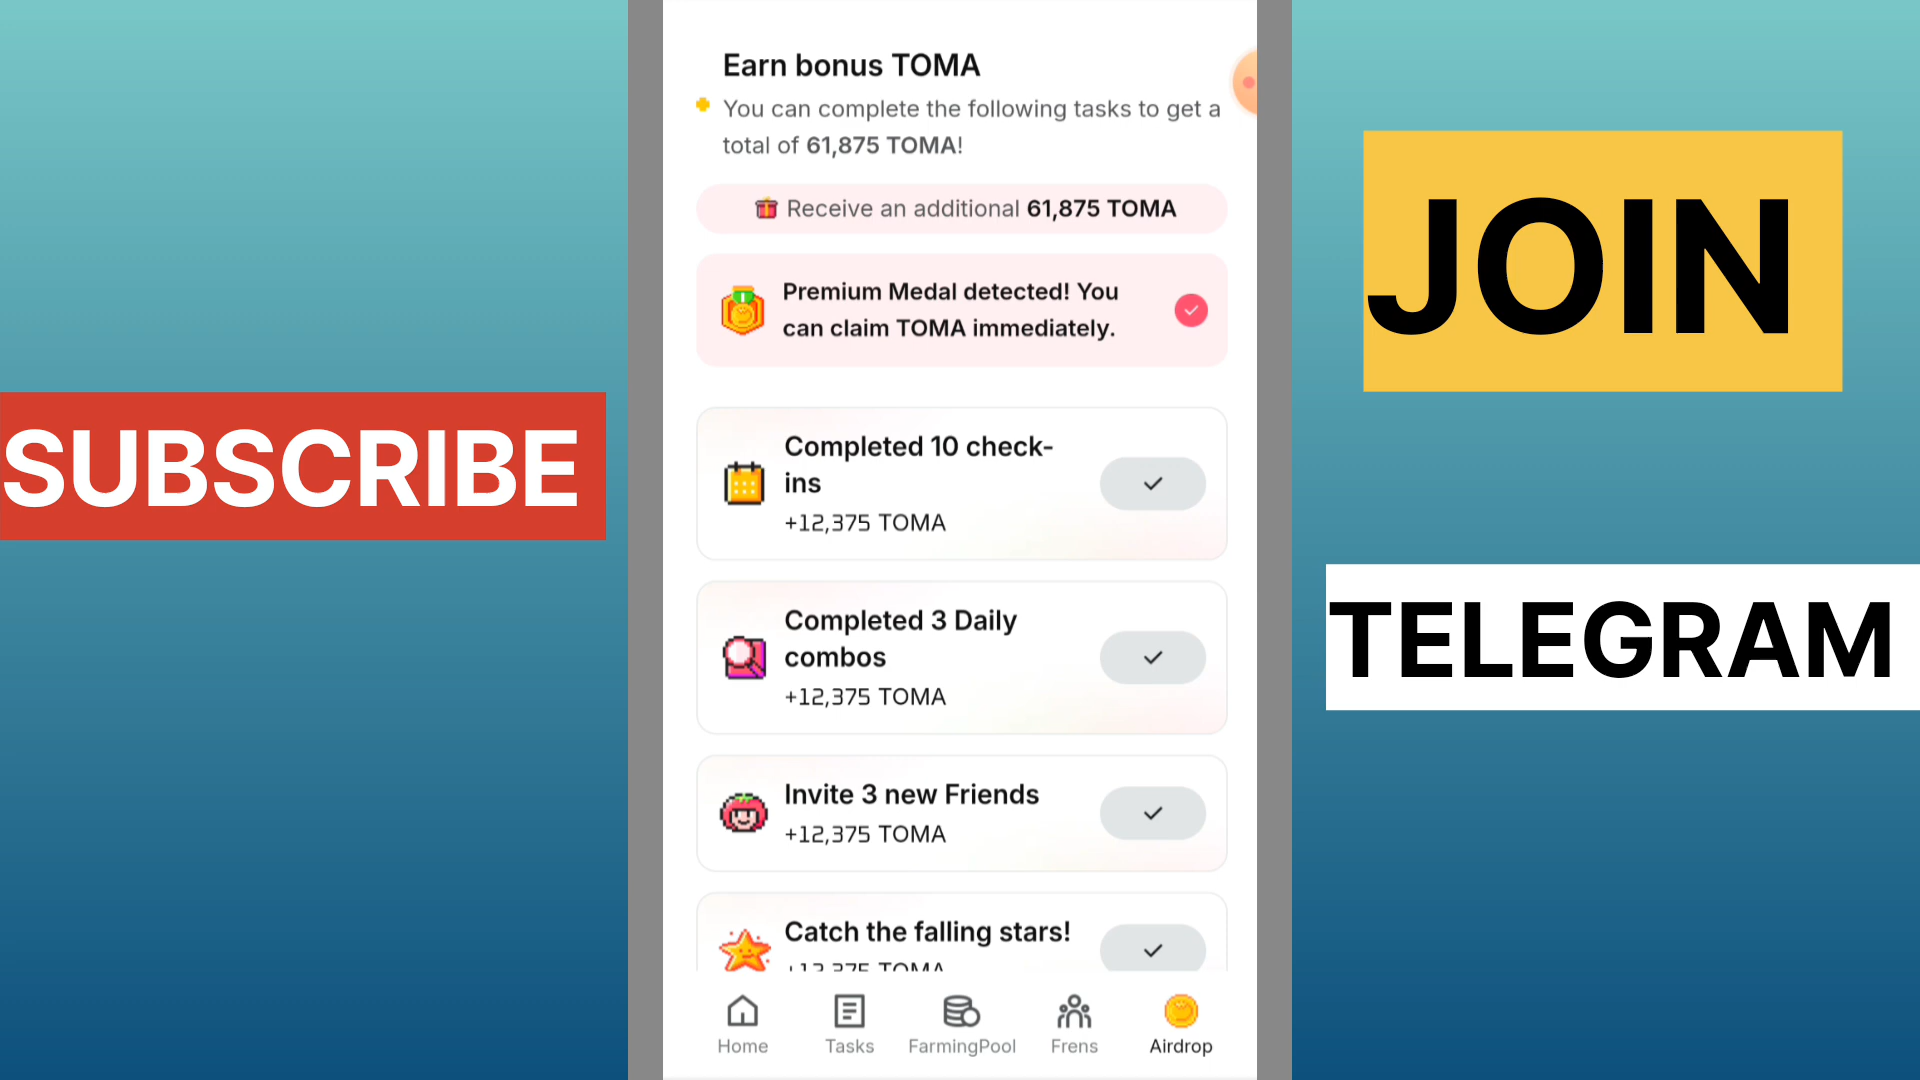 SUBSCRIBE
Earn bonus TOMA
You can complete the following tasks to get a
total of 61,875 TOMA!
Receive an additional 61,875 TOMA
Premium Medal detected! You
can claim TOMA immediately.
Completed 10 check-
ins
+12,375 TOMA
Completed 3 Daily
combos
+12,375 TOMA
Invite 3 new Friends
+12,375 TOMA
Catch the falling stars!
+12,375 TOMA
Home
Tasks
FarmingPool
Frens
Airdrop
JOIN
TELEGRAM